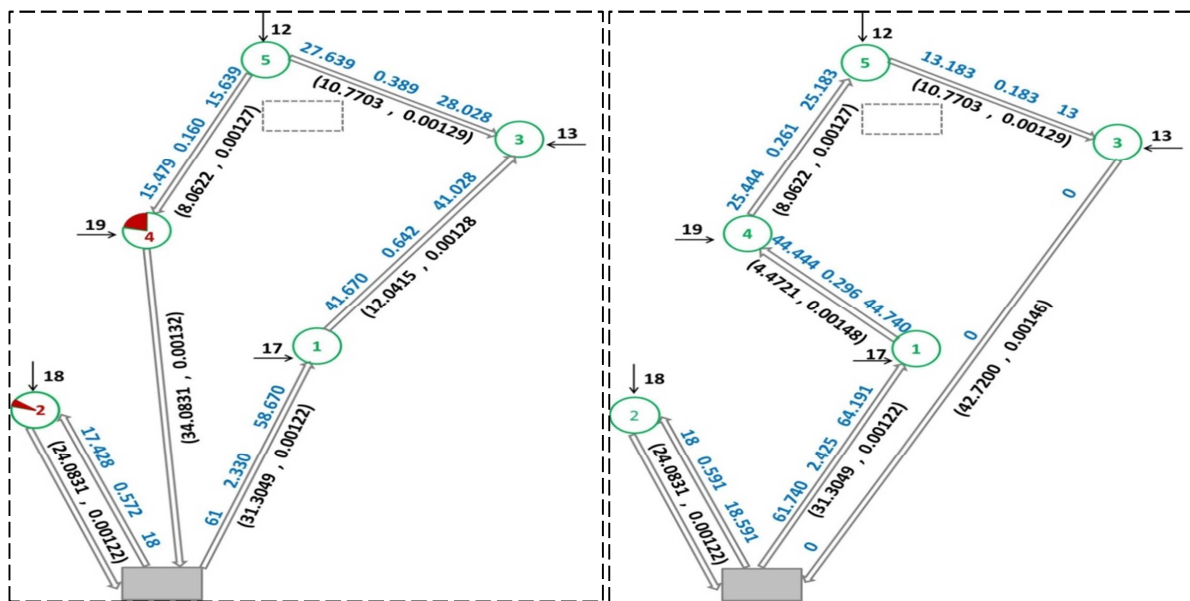 12
5
27.639 0.389 28.028
(10.7703 , 0.00129)
15.479 0.160 15.639
(8.0622 , 0.00127)
3
13
19
4
41.670 0.642 41.028
(12.0415 , 0.00128
(34.0831 , 0.00132)
17
1
18
2
17.428 0.572 18
(24.0831 , 0.00122)
61 2.330 58.670
(31.3049 , 0.00122)
12
5
13.183 0.183 13
(10.7703 , 0.00129)
25.444 0.261 25.183
(8.0622 , 0.00127)
3
13
0
19
4
44.444 0.296 44.740
(4.4721, 0.00148)
0
(42.7200 , 0.00146)
17
1
18
2
18 0.591 18.591
(24.0831 , 0.00122)
61.740 2.425 64.191
(31.3049 , 0.00122)
0